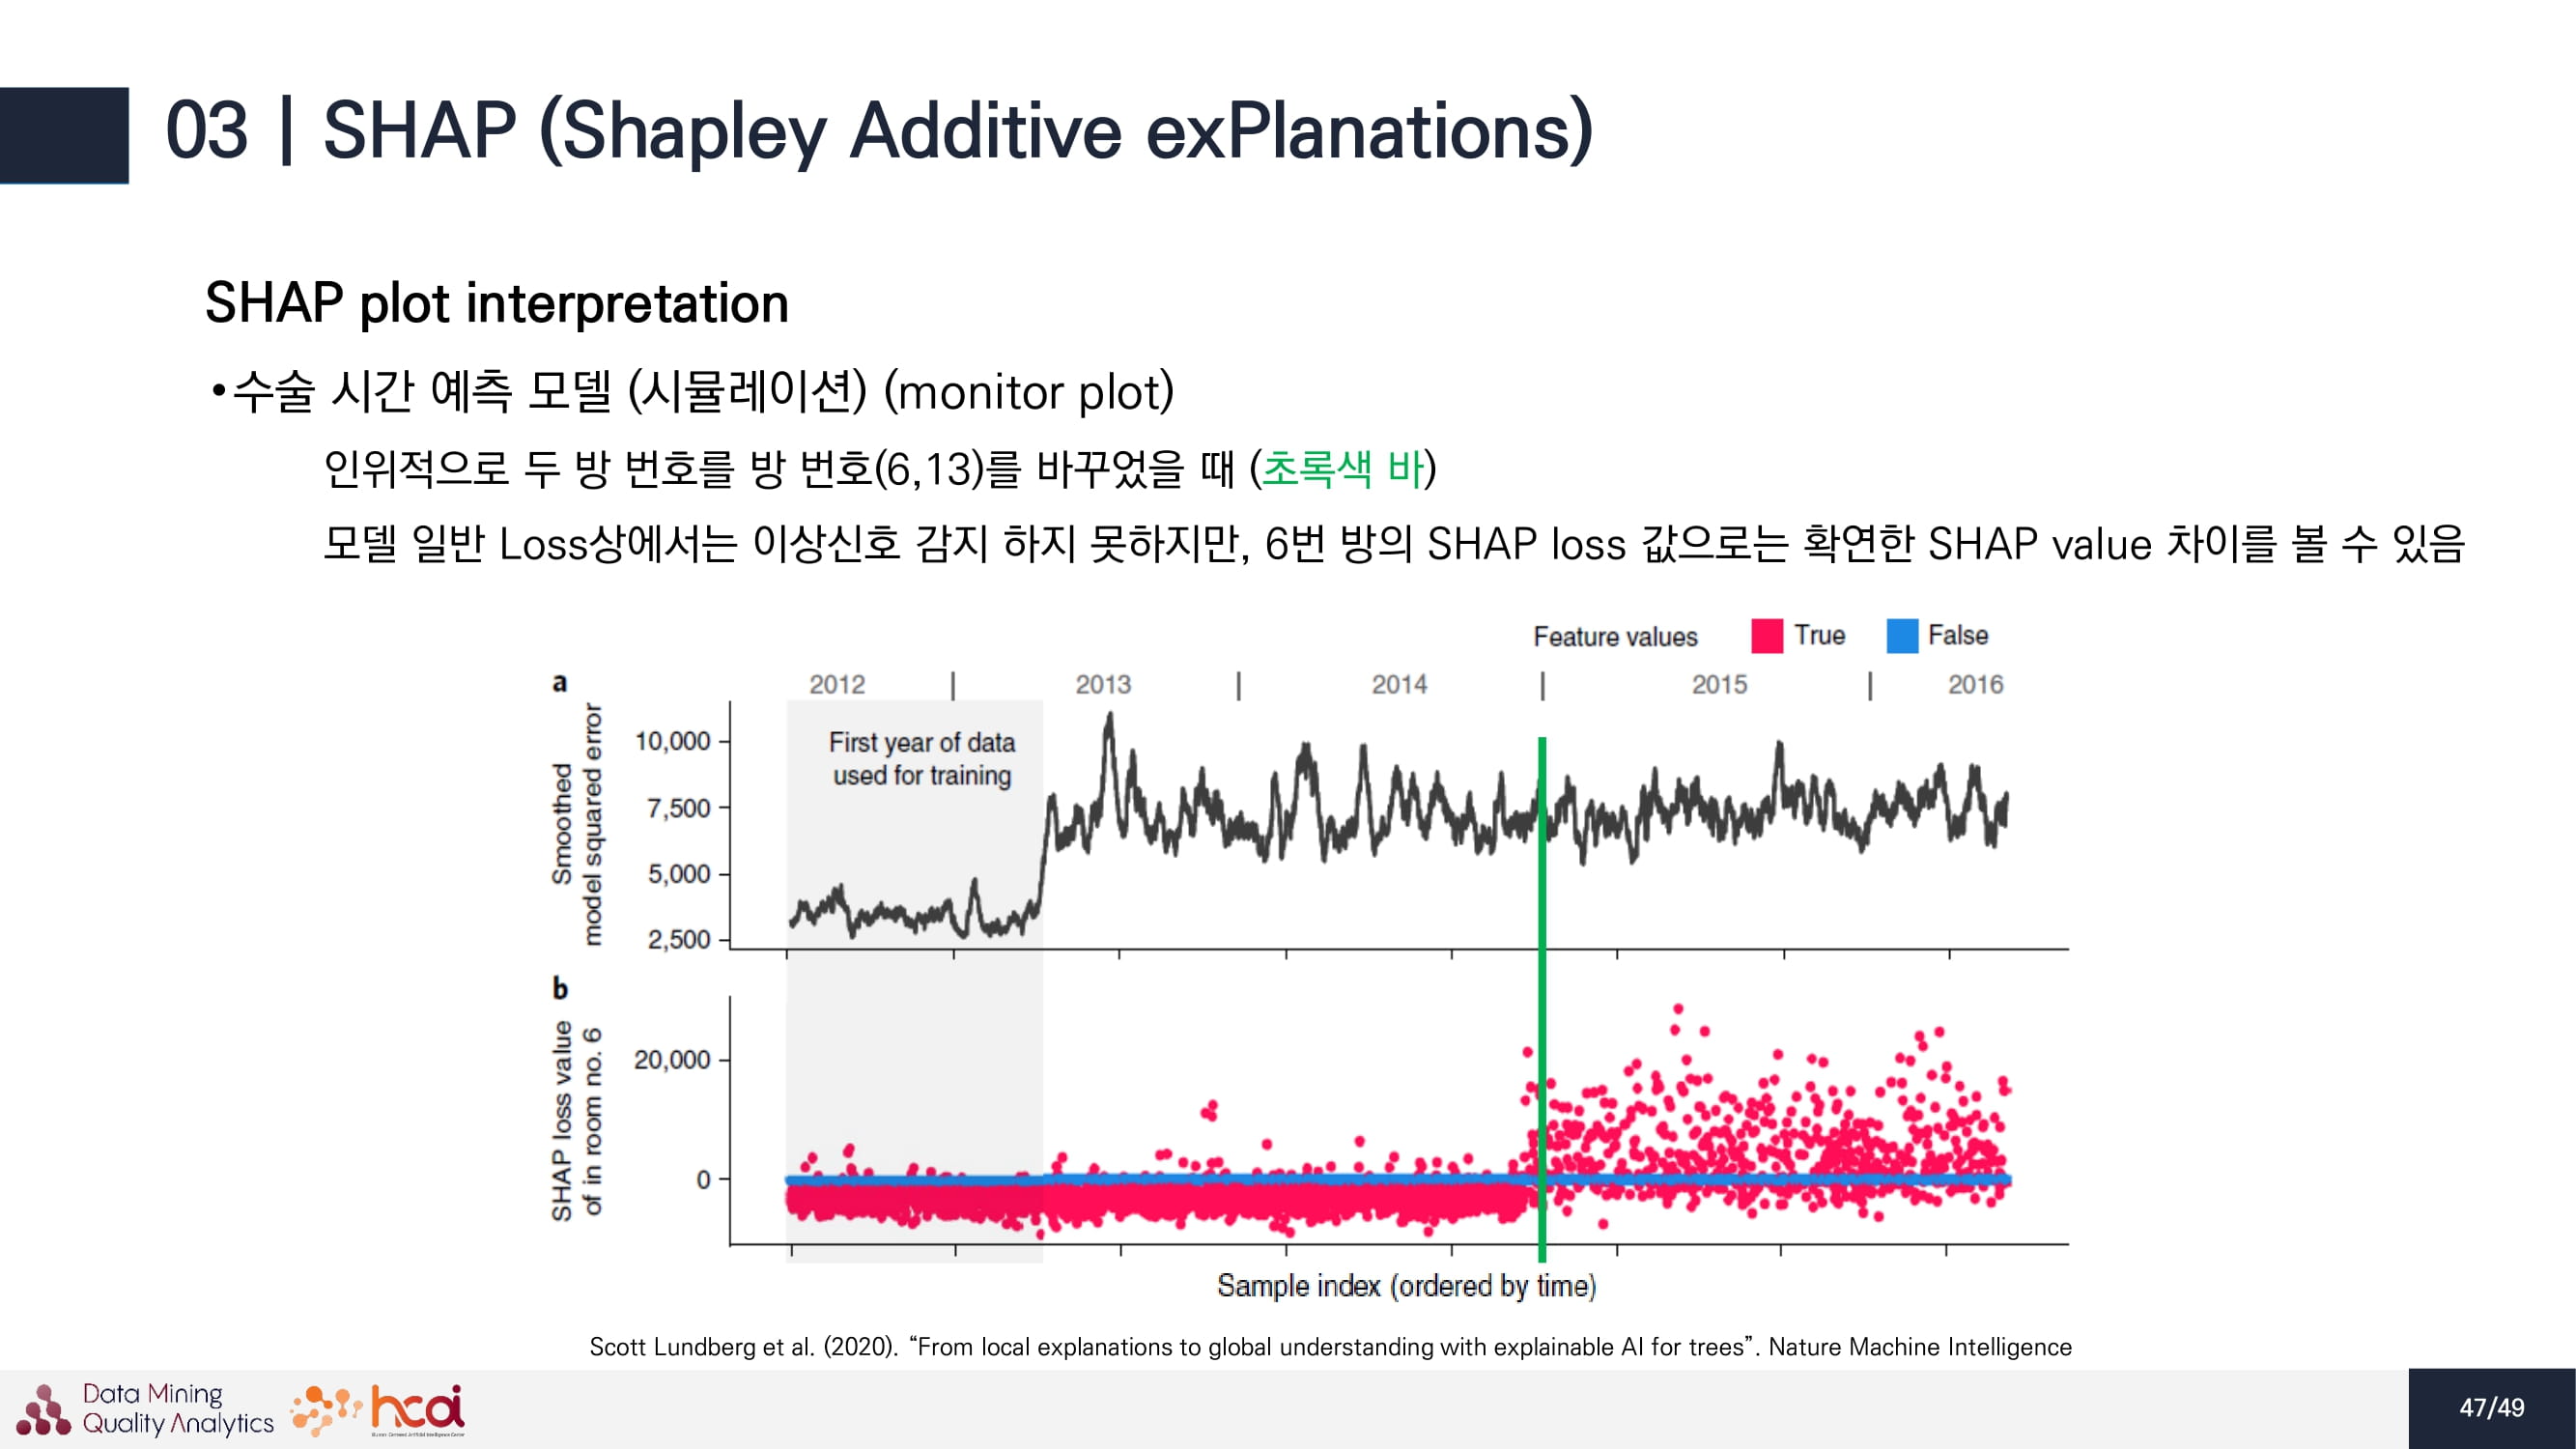 03 | SHAP (Shapley Additive exPlanations)
SHAP plot interpretation
•수술 시간 예측 모델 (시뮬레이션) (monitor plot)
인위적으로 두 방 번호를 방 번호(6,13)를 바꾸었을 때 (초록색 바)
모델 일반 Loss상에서는 이상신호 감지 하지 못하지만, 6번 방의 SHAP loss 값으로는 확연한 SHAP value 차이를 볼 수 있음
Feature values True False
a
2012 | 2013 | 2014 | 2015 | 2016
Smoothed
model squared error
10,000
7,500
5,000
2,500
First year of data
used for training
b
SHAP loss value
of in room no. 6
20,000
0
Sample index (ordered by time)
Scott Lundberg et al. (2020). “From local explanations to global understanding with explainable AI for trees”. Nature Machine Intelligence
Data Mining
Quality Analytics
hcai
47/49